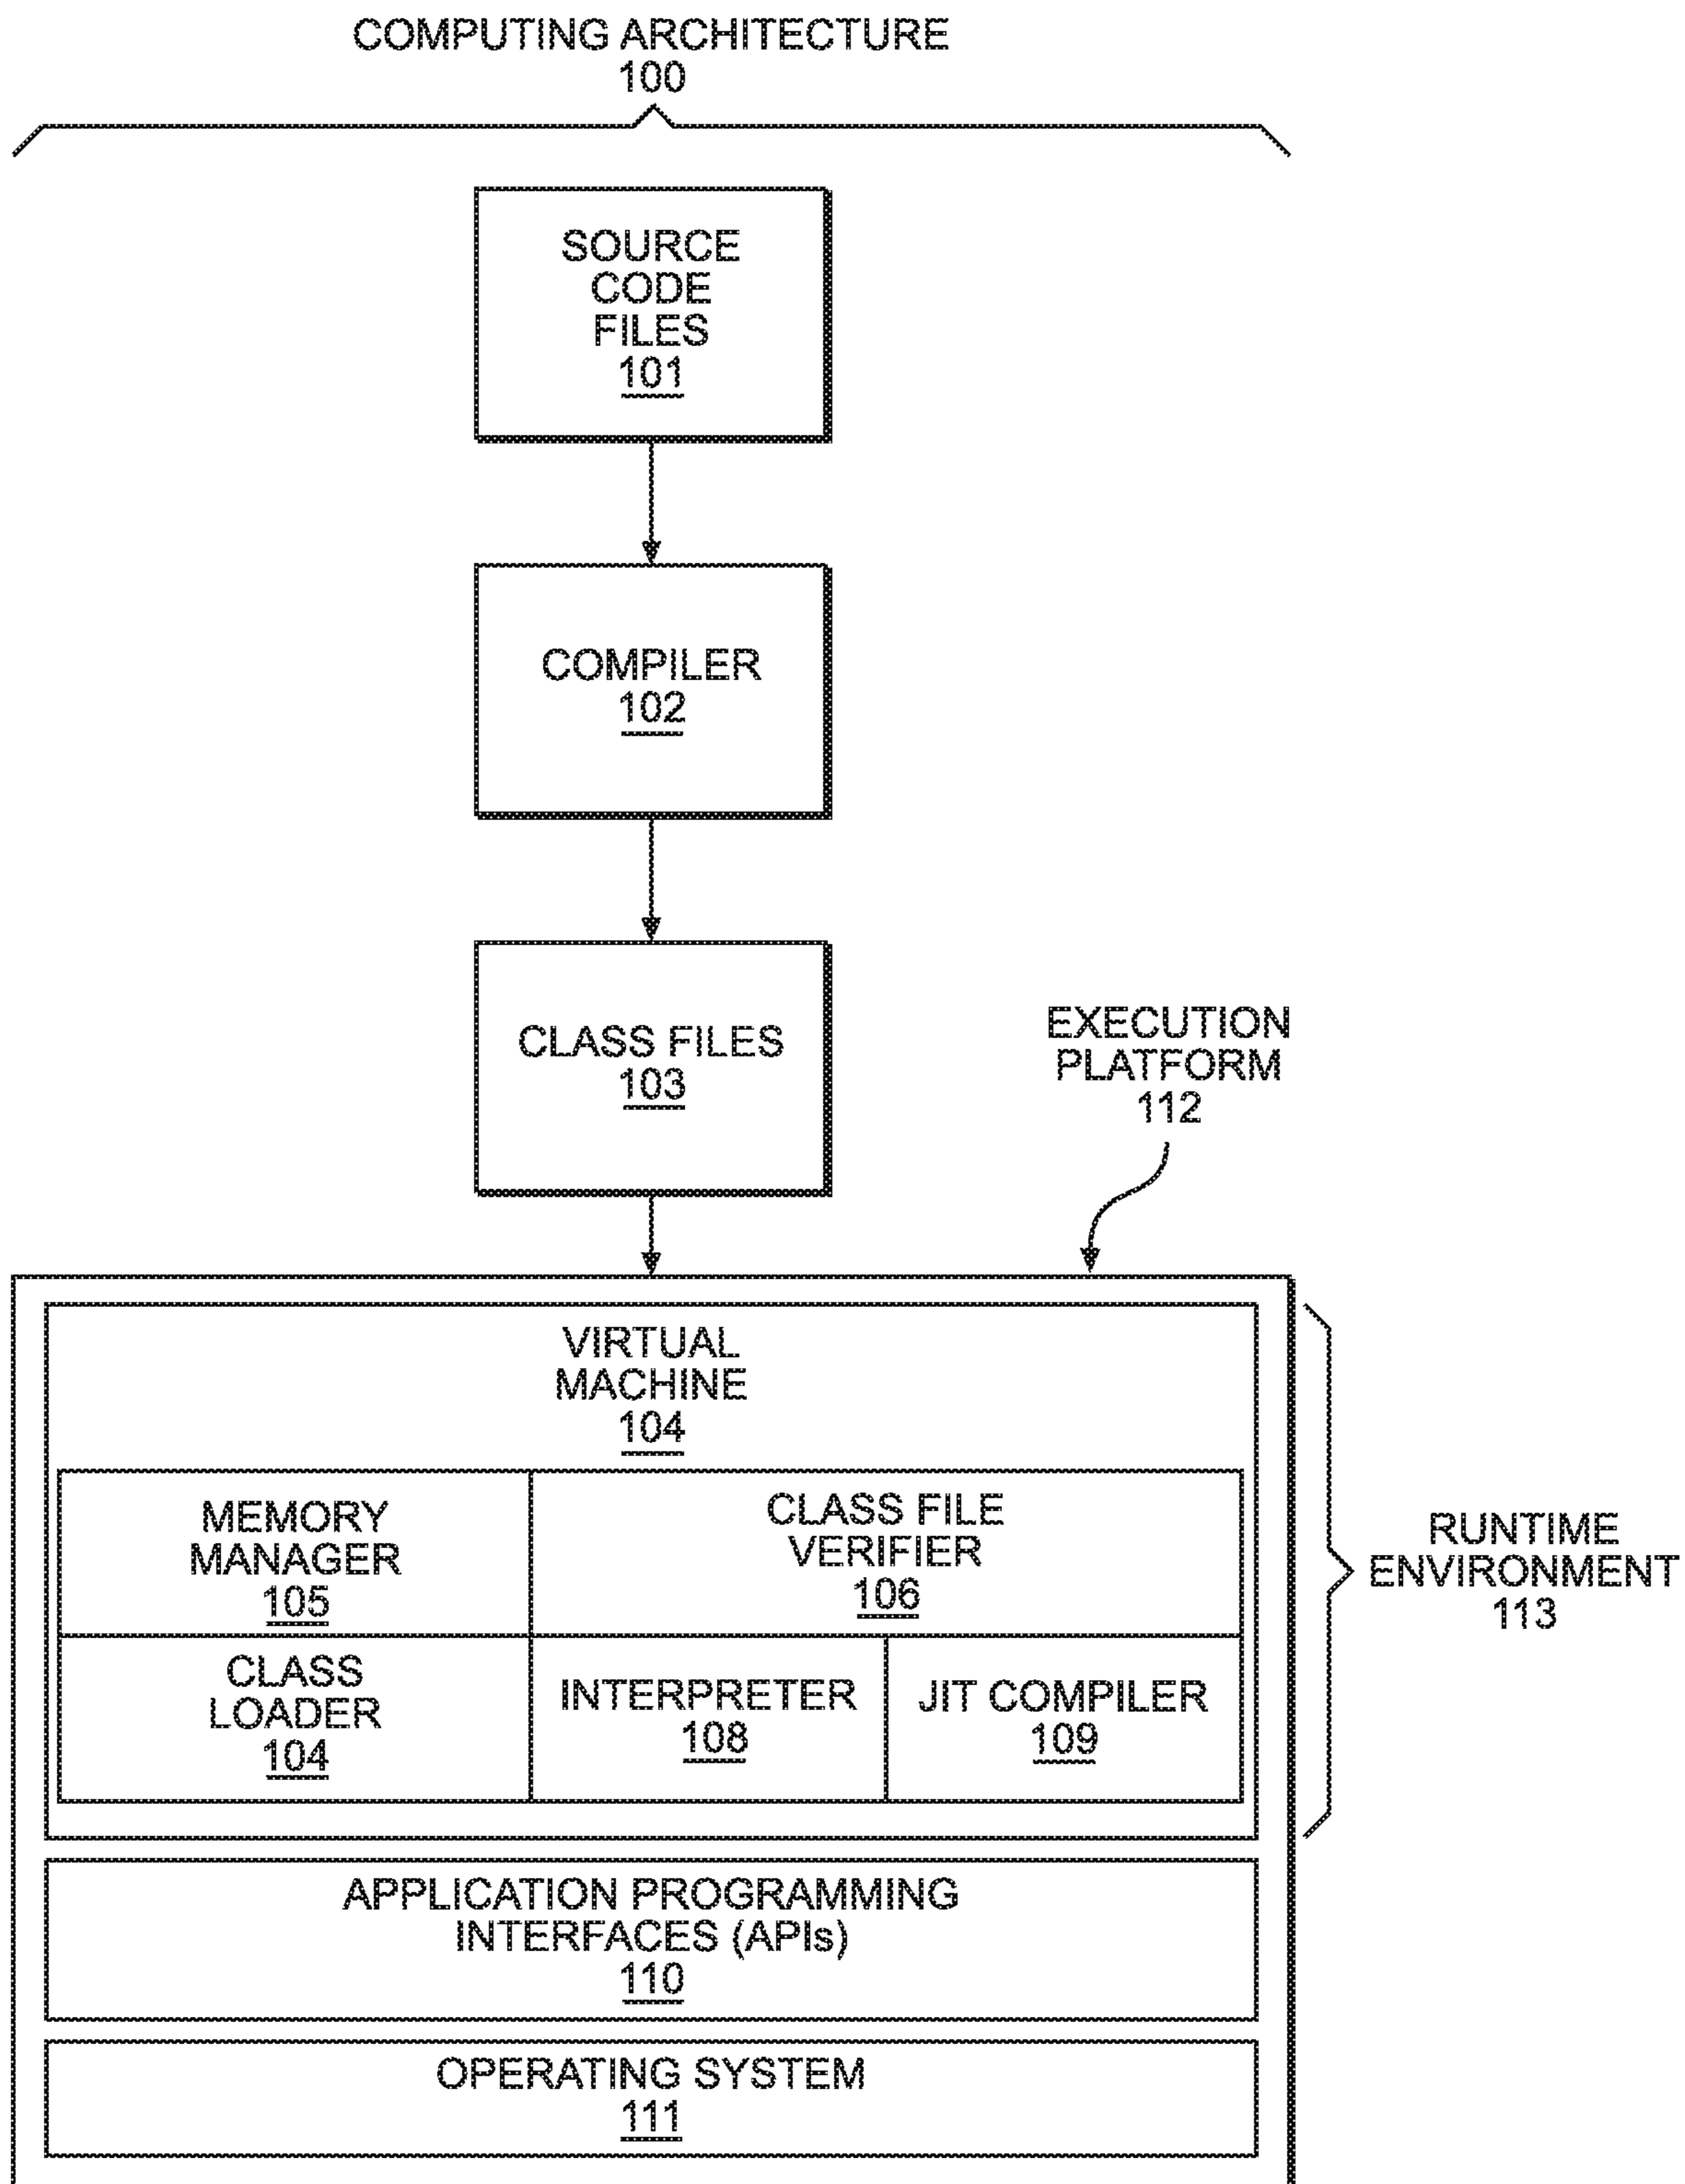 COMPUTING ARCHITECTURE
100
SOURCE
CODE
FILES
101
COMPILER
102
CLASS FILES
103
EXECUTION
PLATFORM
112
VIRTUAL
MACHINE
104
MEMORY
MANAGER
105
CLASS FILE
VERIFIER
106
CLASS
LOADER
104
INTERPRETER
108
JIT COMPILER
109
RUNTIME
ENVIRONMENT
113
APPLICATION PROGRAMMING
INTERFACES (APIs)
110
OPERATING SYSTEM
111